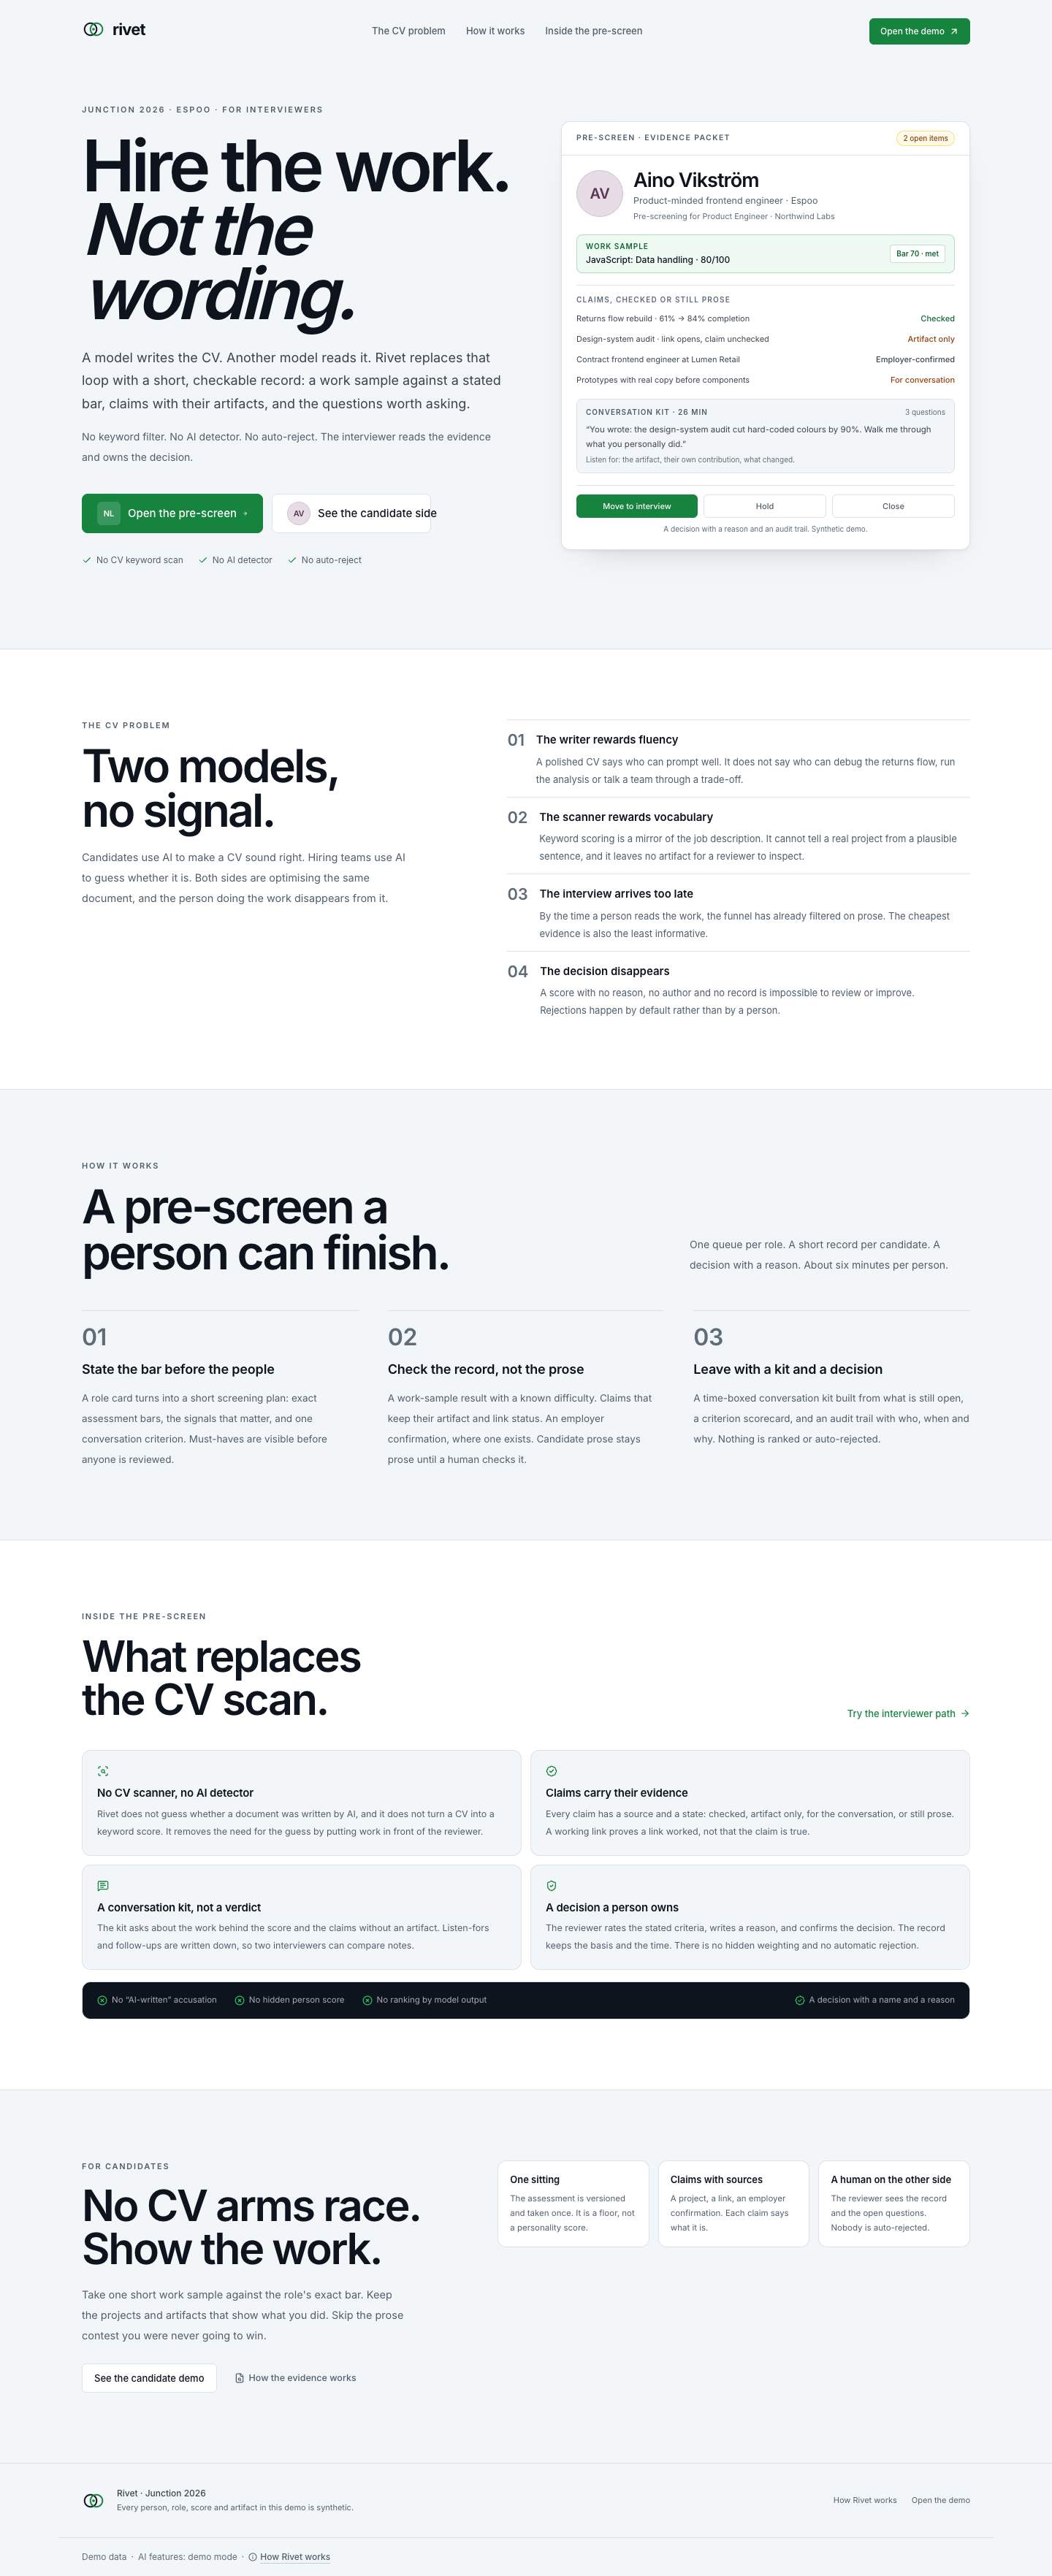 rivet
The CV problem
How it works
Inside the pre-screen
Open the demo
JUNCTION 2026 · ESPOO · FOR INTERVIEWERS
Hire the work.
Not the
wording.
A model writes the CV. Another model reads it. Rivet replaces that
loop with a short, checkable record: a work sample against a stated
bar, claims with their artifacts, and the questions worth asking.
No keyword filter. No AI detector. No auto-reject. The interviewer reads the evidence
and owns the decision.
NL Open the pre-screen
AV See the candidate side
No CV keyword scan
No AI detector
No auto-reject
PRE-SCREEN · EVIDENCE PACKET
2 open items
AV
Aino Vikström
Product-minded frontend engineer · Espoo
Pre-screening for Product Engineer · Northwind Labs
WORK SAMPLE
JavaScript: Data handling · 80/100
Bar 70 · met
CLAIMS, CHECKED OR STILL PROSE
Returns flow rebuild · 61% → 84% completion
Checked
Design-system audit · link opens, claim unchecked
Artifact only
Contract frontend engineer at Lumen Retail
Employer-confirmed
Prototypes with real copy before components
For conversation
CONVERSATION KIT · 26 MIN
3 questions
“You wrote: the design-system audit cut hard-coded colours by 90%. Walk me through
what you personally did.”
Listen for: the artifact, their own contribution, what changed.
Move to interview
Hold
Close
A decision with a reason and an audit trail. Synthetic demo.
THE CV PROBLEM
Two models,
no signal.
Candidates use AI to make a CV sound right. Hiring teams use AI
to guess whether it is. Both sides are optimising the same
document, and the person doing the work disappears from it.
01 The writer rewards fluency
A polished CV says who can prompt well. It does not say who can debug the returns flow, run
the analysis or talk a team through a trade-off.
02 The scanner rewards vocabulary
Keyword scoring is a mirror of the job description. It cannot tell a real project from a plausible
sentence, and it leaves no artifact for a reviewer to inspect.
03 The interview arrives too late
By the time a person reads the work, the funnel has already filtered on prose. The cheapest
evidence is also the least informative.
04 The decision disappears
A score with no reason, no author and no record is impossible to review or improve.
Rejections happen by default rather than by a person.
HOW IT WORKS
A pre-screen a
person can finish.
One queue per role. A short record per candidate. A
decision with a reason. About six minutes per person.
01
State the bar before the people
A role card turns into a short screening plan: exact
assessment bars, the signals that matter, and one
conversation criterion. Must-haves are visible before
anyone is reviewed.
02
Check the record, not the prose
A work-sample result with a known difficulty. Claims that
keep their artifact and link status. An employer
confirmation, where one exists. Candidate prose stays
prose until a human checks it.
03
Leave with a kit and a decision
A time-boxed conversation kit built from what is still open,
a criterion scorecard, and an audit trail with who, when and
why. Nothing is ranked or auto-rejected.
INSIDE THE PRE-SCREEN
What replaces
the CV scan.
Try the interviewer path →
No CV scanner, no AI detector
Rivet does not guess whether a document was written by AI, and it does not turn a CV into a
keyword score. It removes the need for the guess by putting work in front of the reviewer.
Claims carry their evidence
Every claim has a source and a state: checked, artifact only, for the conversation, or still prose.
A working link proves a link worked, not that the claim is true.
A conversation kit, not a verdict
The kit asks about the work behind the score and the claims without an artifact. Listen-fors
and follow-ups are written down, so two interviewers can compare notes.
A decision a person owns
The reviewer rates the stated criteria, writes a reason, and confirms the decision. The record
keeps the basis and the time. There is no hidden weighting and no automatic rejection.
No “AI-written” accusation
No hidden person score
No ranking by model output
A decision with a name and a reason
FOR CANDIDATES
No CV arms race.
Show the work.
Take one short work sample against the role's exact bar. Keep
the projects and artifacts that show what you did. Skip the prose
contest you were never going to win.
See the candidate demo
How the evidence works
One sitting
The assessment is versioned
and taken once. It is a floor, not
a personality score.
Claims with sources
A project, a link, an employer
confirmation. Each claim says
what it is.
A human on the other side
The reviewer sees the record
and the open questions.
Nobody is auto-rejected.
Rivet · Junction 2026
Every person, role, score and artifact in this demo is synthetic.
How Rivet works
Open the demo
Demo data · AI features: demo mode · How Rivet works